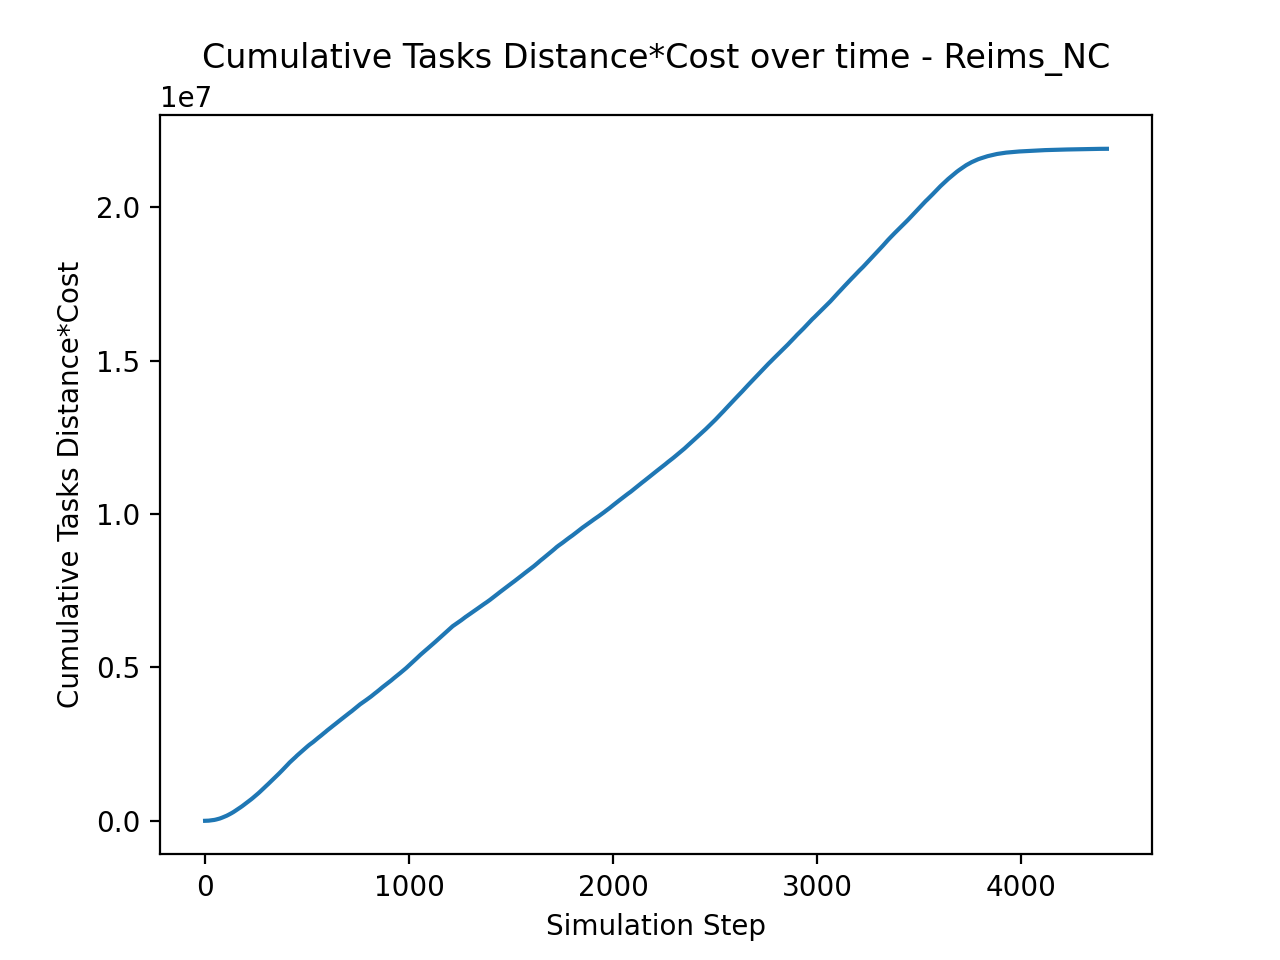 Cumulative Tasks Distance*Cost over time - Reims_NC
1e7
2.0
1.5
1.0
0.5
0.0
Cumulative Tasks Distance*Cost
0 1000 2000 3000 4000
Simulation Step